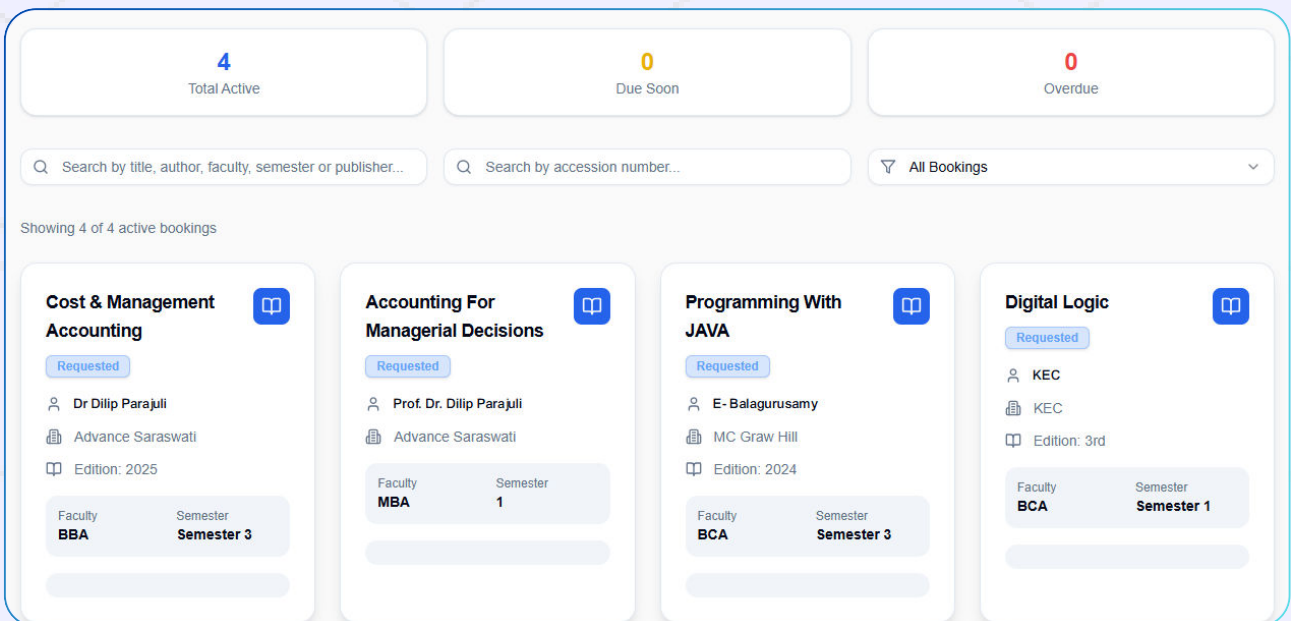 4
Total Active
0
Due Soon
0
Overdue
Search by title, author, faculty, semester or publisher...
Search by accession number...
All Bookings
Showing 4 of 4 active bookings
Cost & Management
Accounting
Requested
Dr Dilip Parajuli
Advance Saraswati
Edition: 2025
Faculty Semester
BBA Semester 3
Accounting For
Managerial Decisions
Requested
Prof. Dr. Dilip Parajuli
Advance Saraswati
Faculty Semester
MBA 1
Programming With
JAVA
Requested
E- Balagurusamy
MC Graw Hill
Edition: 2024
Faculty Semester
BCA Semester 3
Digital Logic
Requested
KEC
KEC
Edition: 3rd
Faculty Semester
BCA Semester 1